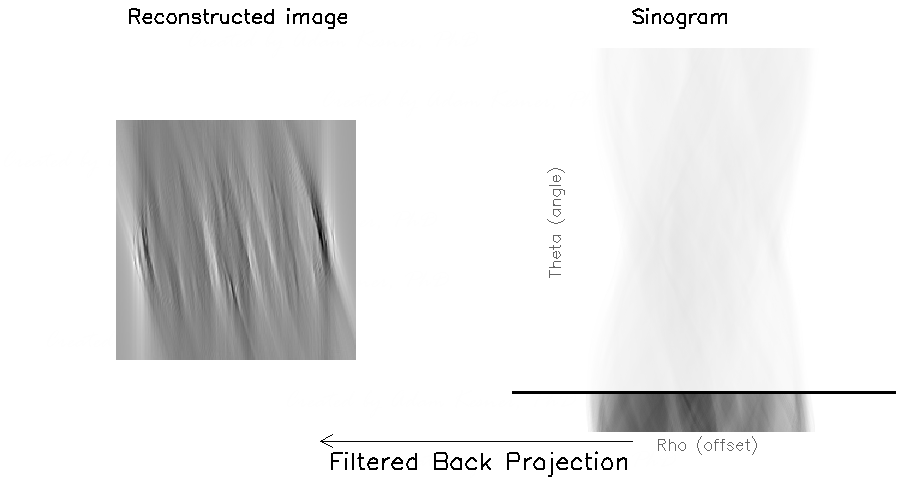 Reconstructed image
Sinogram
Theta (angle)
Rho (offset)
Filtered Back Projection